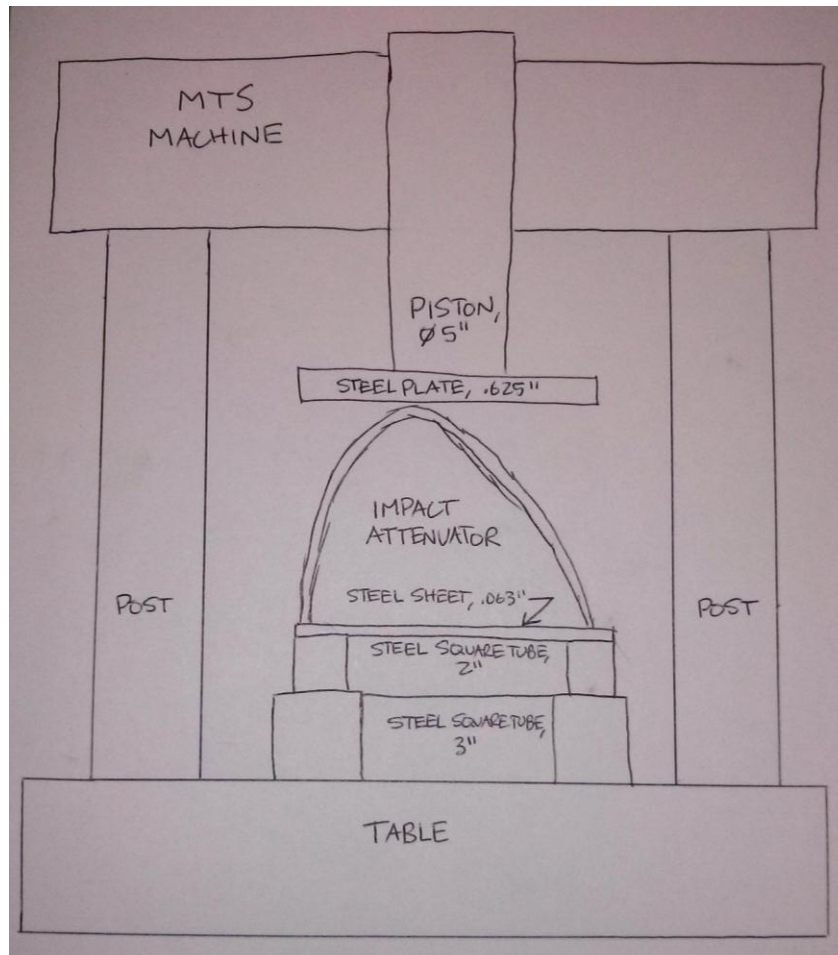 MTS
MACHINE
PISTON,
Ø5"
STEEL PLATE, .625"
IMPACT
ATTENUATOR
STEEL SHEET, .063"
POST
POST
STEEL SQUARE TUBE,
2"
STEEL SQUARE TUBE,
3"
TABLE